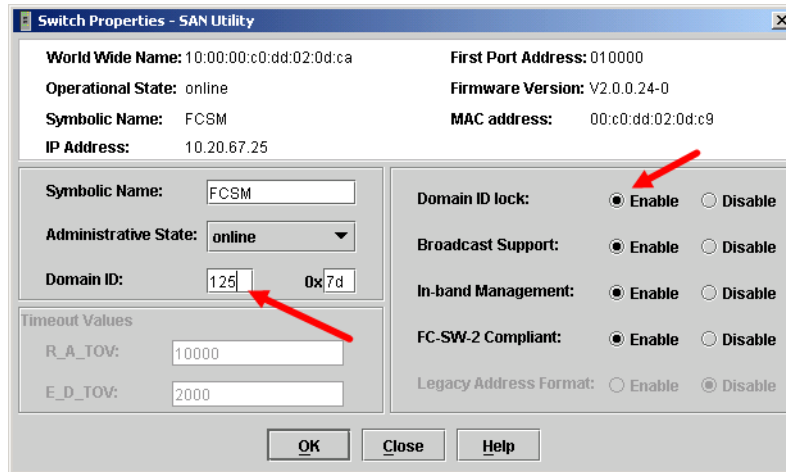 Switch Properties - SAN Utility
World Wide Name: 10:00:00:c0:dd:02:0d:ca
First Port Address: 010000
Operational State: online
Firmware Version: V2.0.0.24-0
Symbolic Name: FCSM
MAC address: 00:c0:dd:02:0d:c9
IP Address: 10.20.67.25
Symbolic Name: FCSM
Administrative State: online
Domain ID: 125 0x 7d
Timeout Values
R_A_TOV: 10000
E_D_TOV: 2000
Domain ID lock: Enable Disable
Broadcast Support: Enable Disable
In-band Management: Enable Disable
FC-SW-2 Compliant: Enable Disable
Legacy Address Format: Enable Disable
OK Close Help